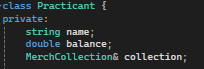 class Practicant {
private:
    string name;
    double balance;
    MerchCollection& collection;